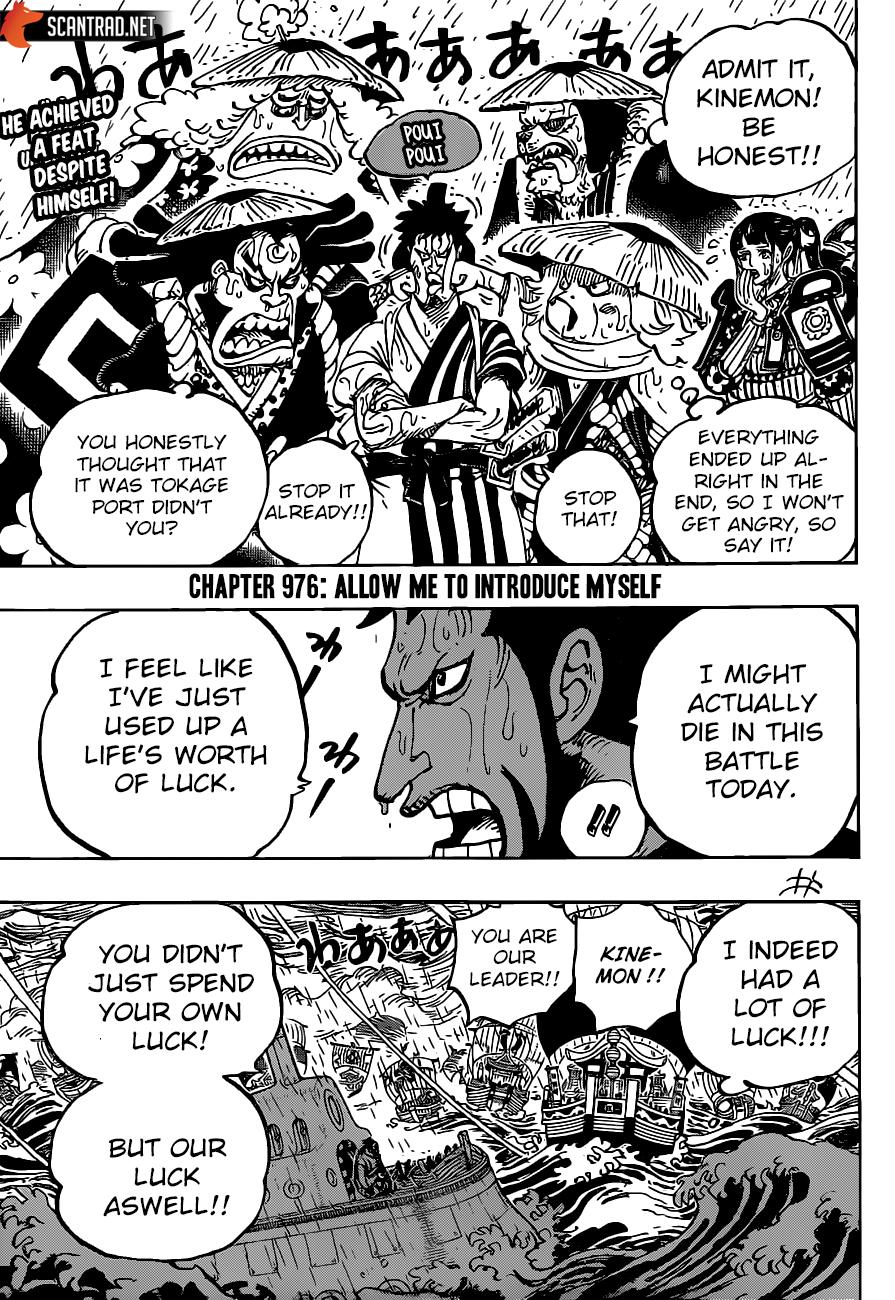 SCANTRAD.NET
わああああ
ADMIT IT,
KINEMON!
BE
HONEST!!
HE ACHIEVED
A FEAT,
DESPITE
HIMSELF!
POUI
POUI
EVERYTHING
ENDED UP AL-
RIGHT IN THE
END, SO I WON'T
GET ANGRY, SO
SAY IT!
STOP
THAT!
STOP IT
ALREADY!!
YOU HONESTLY
THOUGHT THAT
IT WAS TOKAGE
PORT DIDN'T
YOU?
CHAPTER 976: ALLOW ME TO INTRODUCE MYSELF
I MIGHT
ACTUALLY
DIE IN THIS
BATTLE
TODAY.
!!
I FEEL LIKE
I'VE JUST
USED UP A
LIFE'S WORTH
OF LUCK.
I INDEED
HAD A
LOT OF
LUCK!!!
KINE-
MON !!
YOU ARE
OUR
LEADER!!
わあああ
YOU DIDN'T
JUST SPEND
YOUR OWN
LUCK!
BUT OUR
LUCK
ASWELL!!